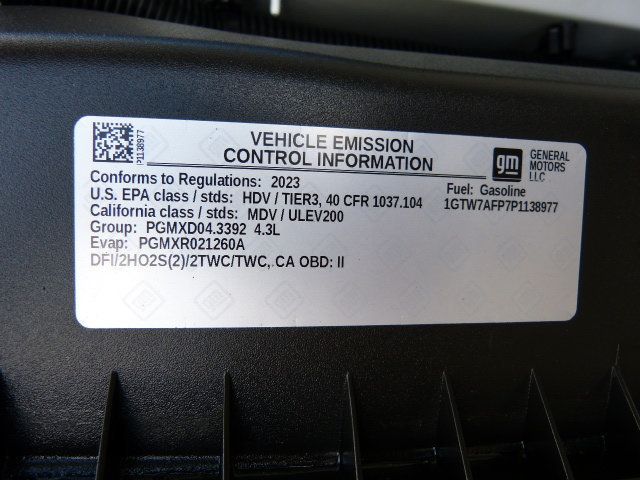 P1138977
VEHICLE EMISSION
CONTROL INFORMATION
gm
GENERAL
MOTORS
LLC
Conforms to Regulations: 2023
Fuel: Gasoline
U.S. EPA class / stds: HDV / TIER3, 40 CFR 1037.104
1GTW7AFP7P1138977
California class / stds: MDV / ULEV200
Group: PGMXD04.3392 4.3L
Evap: PGMXR021260A
DFI/2HO2S(2)/2TWC/TWC, CA OBD: II